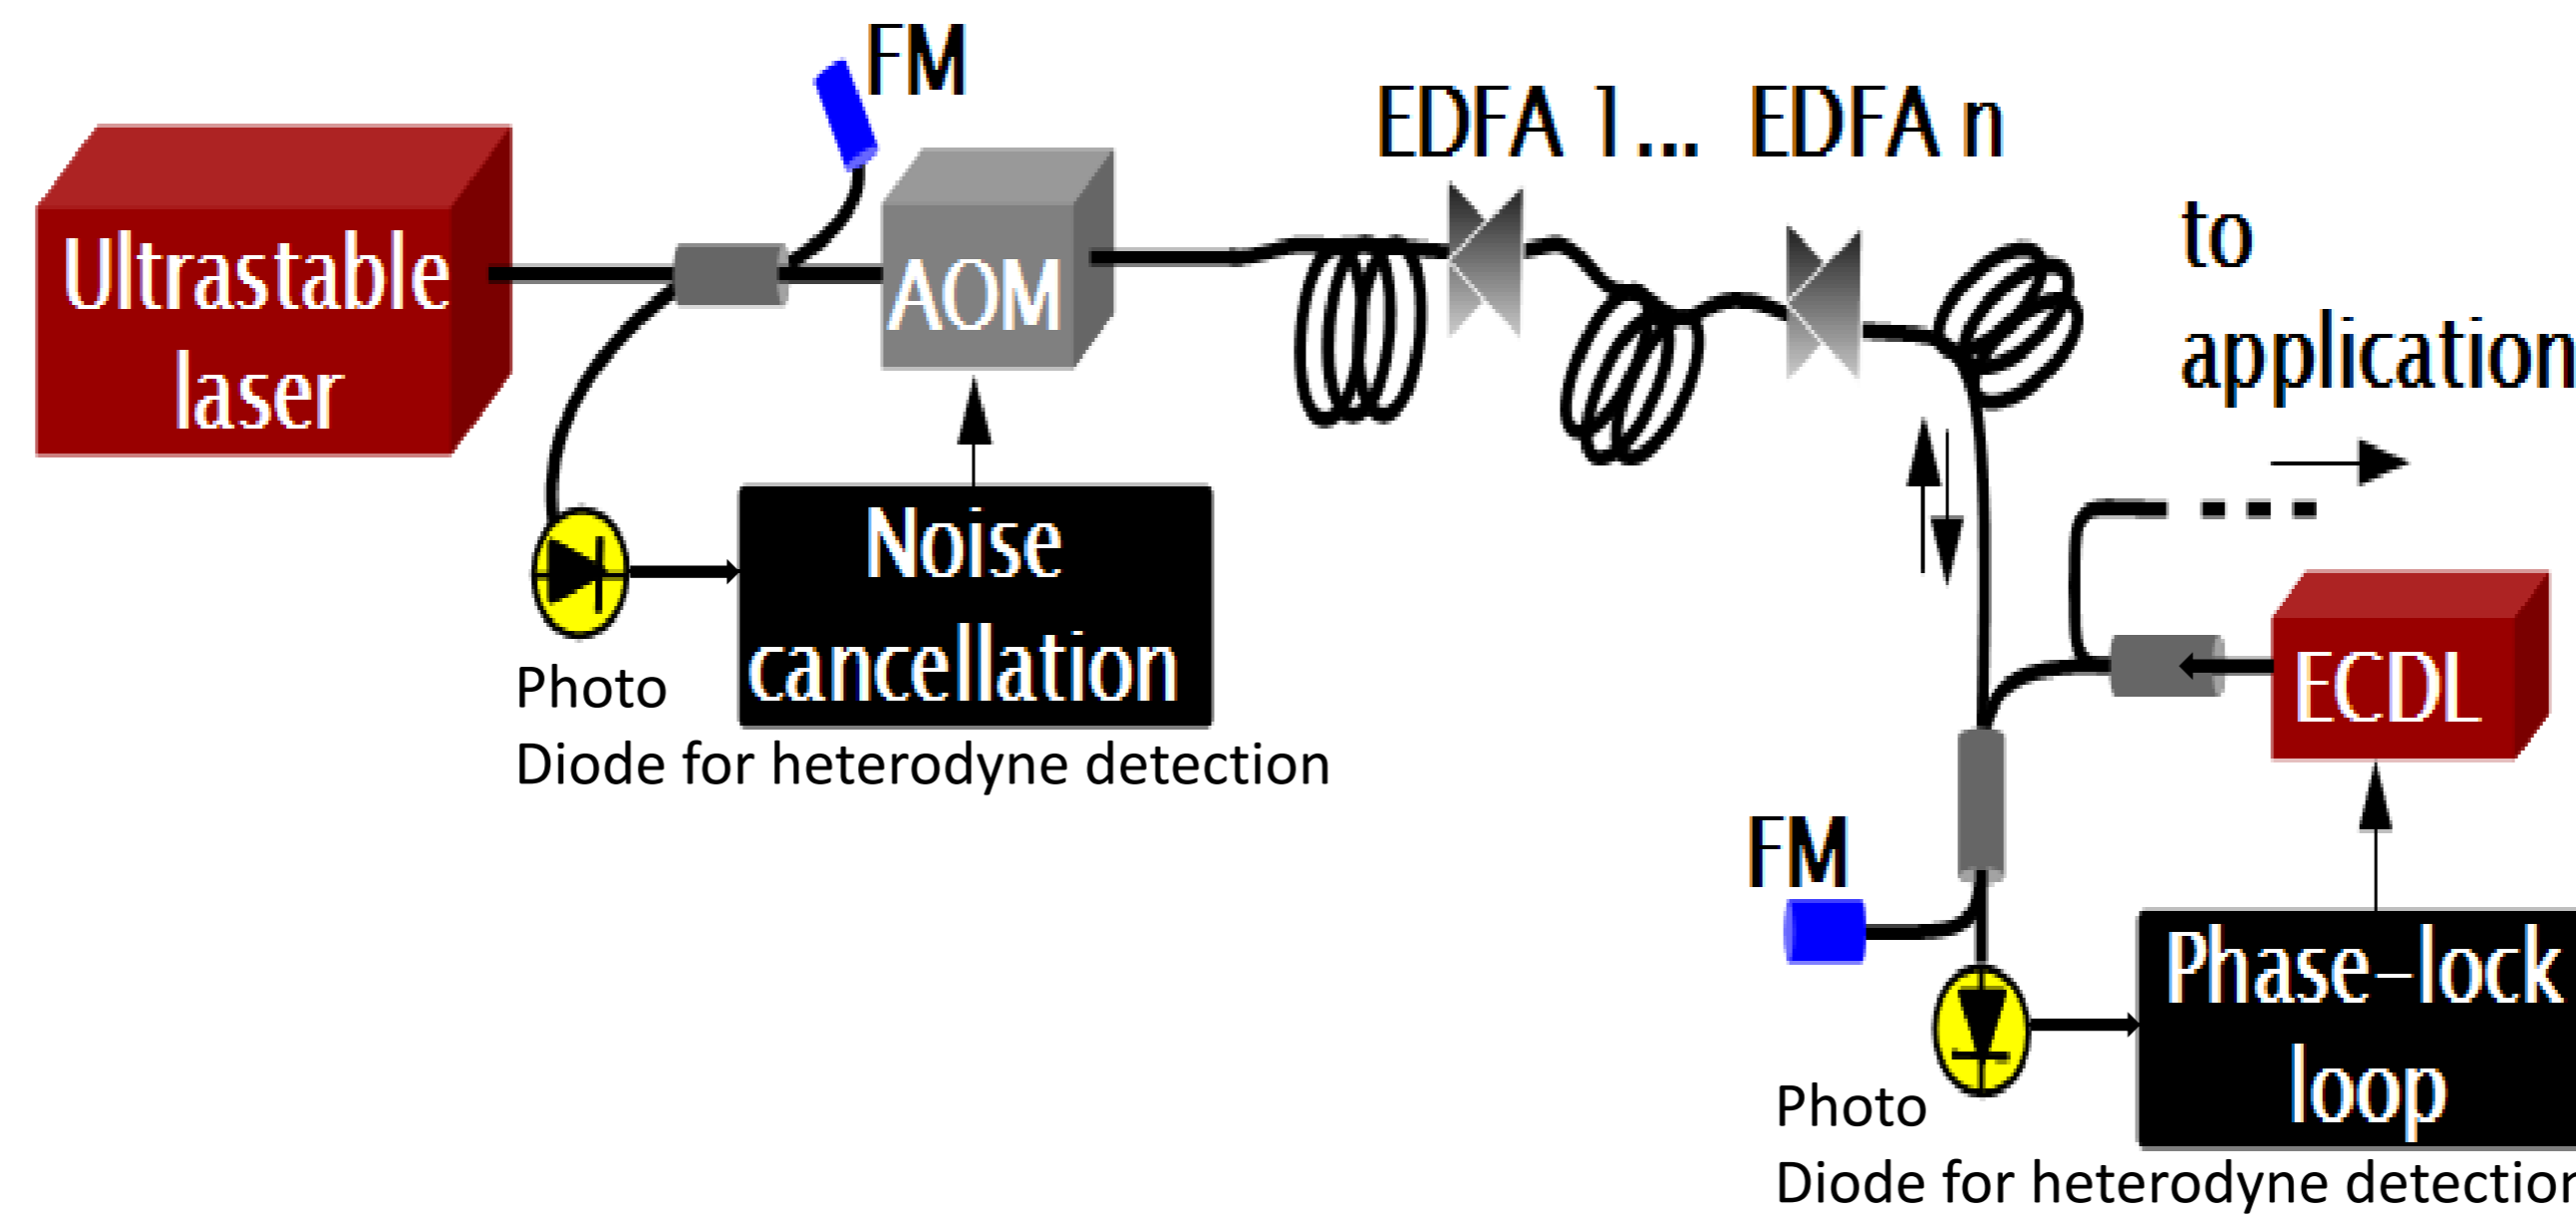 FM
EDFA 1... EDFA n
Ultrastable
laser
AOM
to
application
Noise
cancellation
Photo
Diode for heterodyne detection
ECDL
FM
Phase-lock
loop
Photo
Diode for heterodyne detection